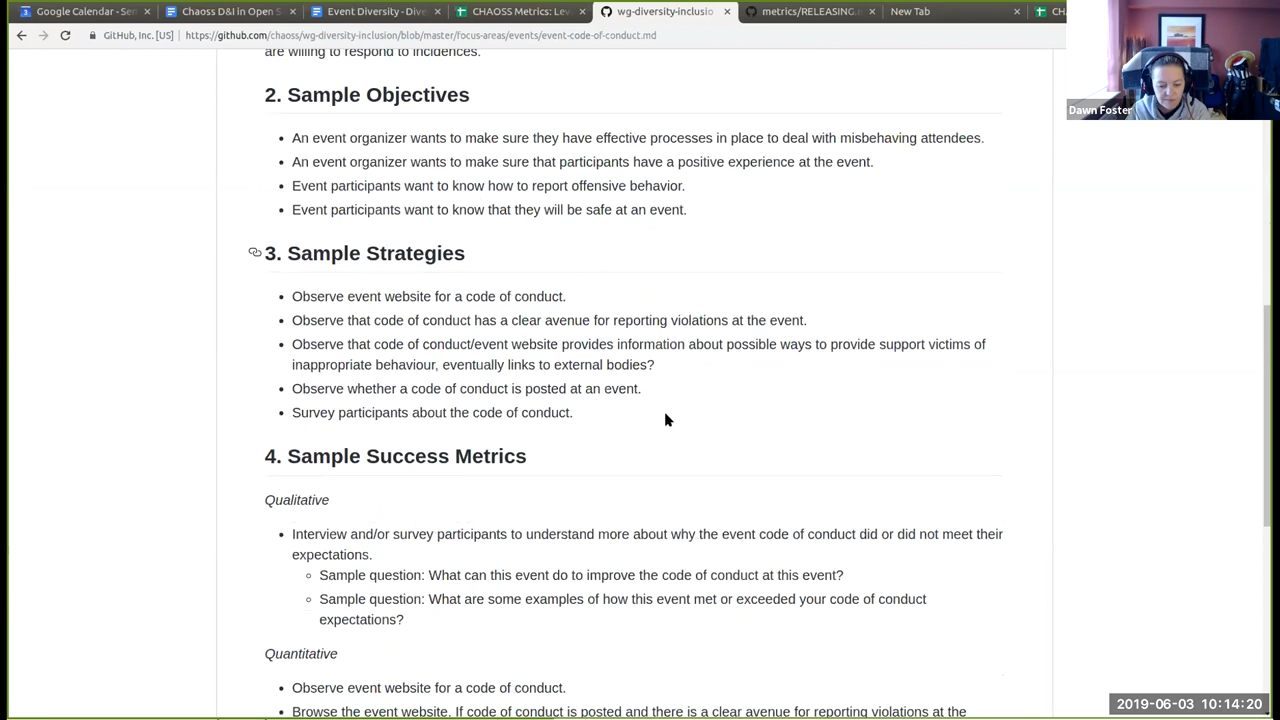 Google Calendar - Sen
Chaoss D&I in Open S
Event Diversity - Dive
CHAOSS Metrics: Lev
wg-diversity-inclusio
metrics/RELEASING.m
New Tab
CH
GitHub, Inc. [US]
https://github.com/chaoss/wg-diversity-inclusion/blob/master/focus-areas/events/event-code-of-conduct.md
are willing to respond to incidences.
Dawn Foster
2. Sample Objectives
An event organizer wants to make sure they have effective processes in place to deal with misbehaving attendees.
An event organizer wants to make sure that participants have a positive experience at the event.
Event participants want to know how to report offensive behavior.
Event participants want to know that they will be safe at an event.
3. Sample Strategies
Observe event website for a code of conduct.
Observe that code of conduct has a clear avenue for reporting violations at the event.
Observe that code of conduct/event website provides information about possible ways to provide support victims of
inappropriate behaviour, eventually links to external bodies?
Observe whether a code of conduct is posted at an event.
Survey participants about the code of conduct.
4. Sample Success Metrics
Qualitative
Interview and/or survey participants to understand more about why the event code of conduct did or did not meet their
expectations.
Sample question: What can this event do to improve the code of conduct at this event?
Sample question: What are some examples of how this event met or exceeded your code of conduct
expectations?
Quantitative
Observe event website for a code of conduct.
Browse the event website. If code of conduct is posted and there is a clear avenue for reporting violations at the
2019-06-03 10:14:20